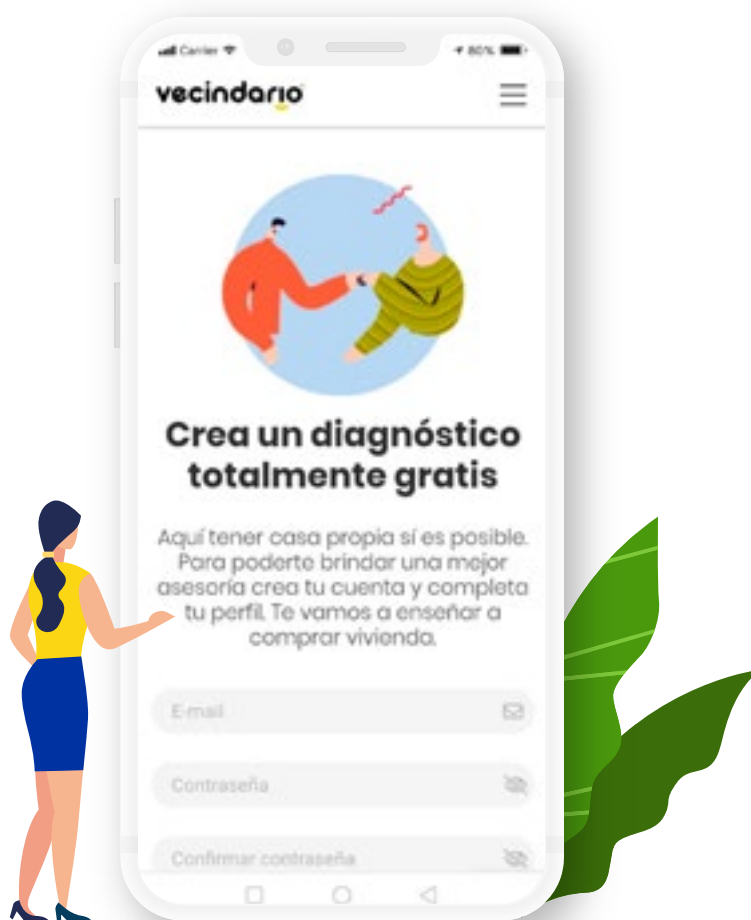 Carrier 80%
vecindario
Crea un diagnóstico
totalmente gratis
Aquí tener casa propia sí es posible.
Para poderte brindar una mejor
asesoría crea tu cuenta y completa
tu perfil. Te vamos a enseñar a
comprar vivienda.
E-mail
Contraseña
Confirmar contraseña